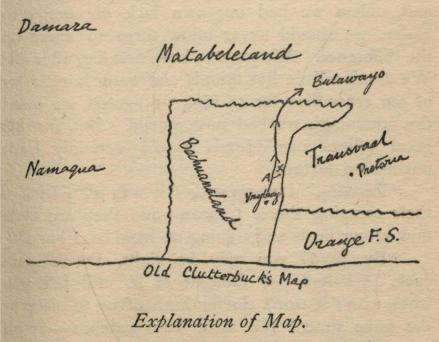 Damara
Matabeleland
Bulawayo
Bechuanaland
Transvaal
Pretoria
Namaqua
A
X
Vryburg
Orange F.S.
Old Clutterbuck's Map
Explanation of Map.